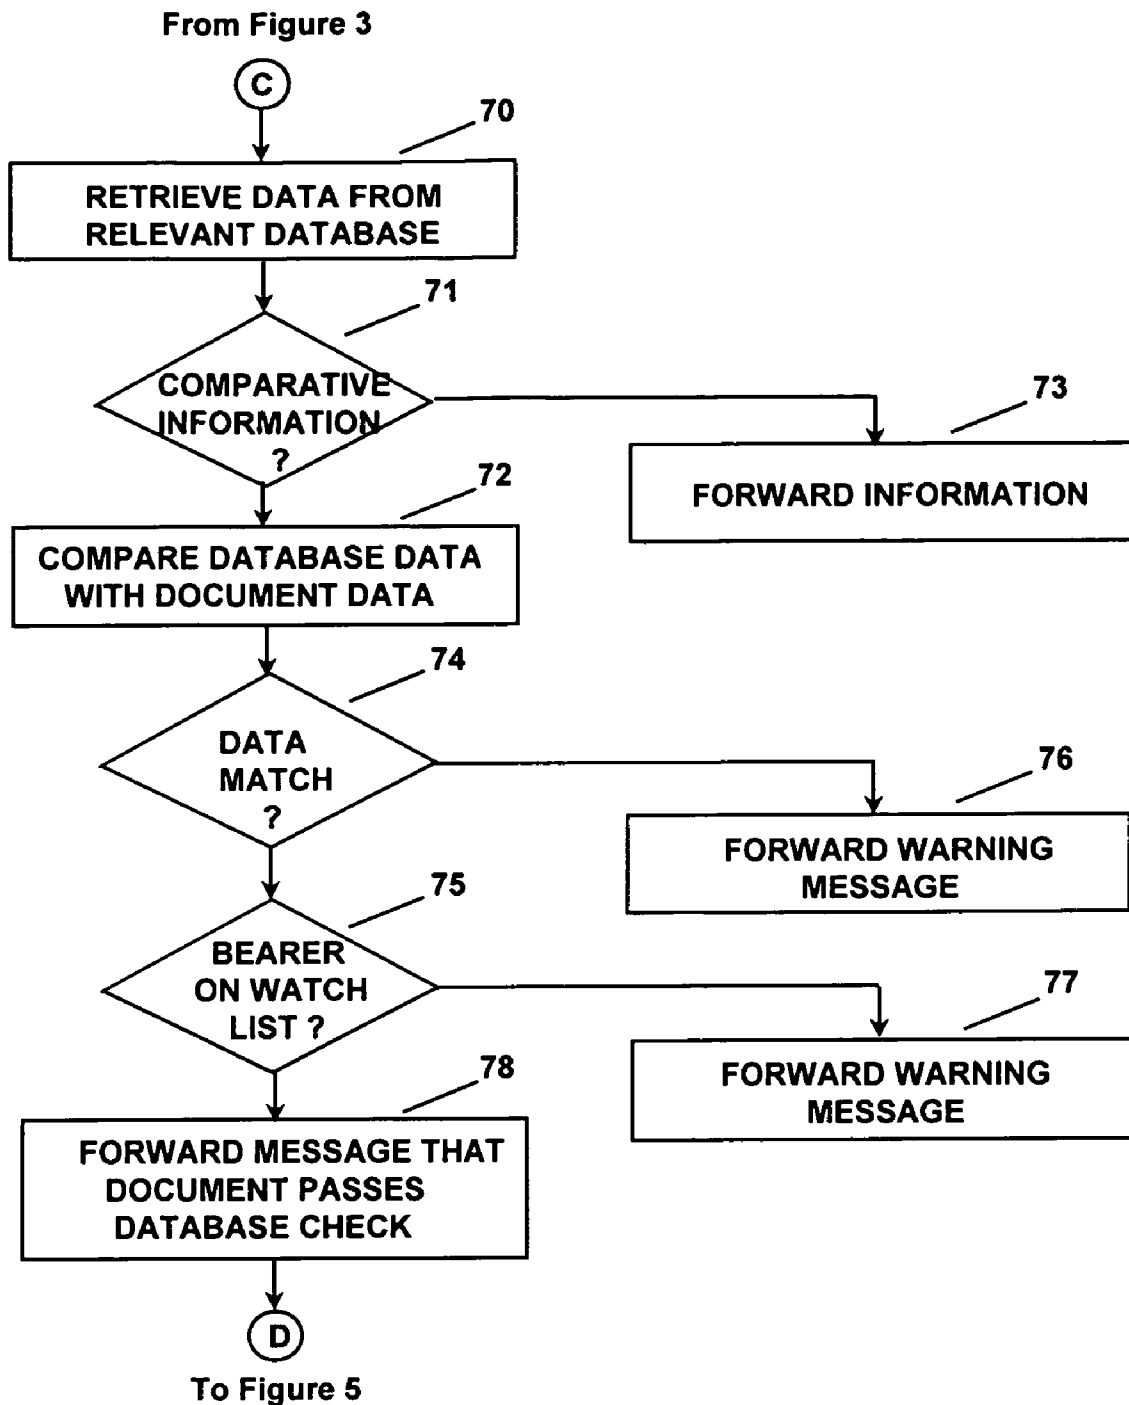 From Figure 3
C
70
RETRIEVE DATA FROM
RELEVANT DATABASE
71
COMPARATIVE
INFORMATION
?
73
FORWARD INFORMATION
72
COMPARE DATABASE DATA
WITH DOCUMENT DATA
74
DATA
MATCH
?
76
FORWARD WARNING
MESSAGE
75
BEARER
ON WATCH
LIST ?
77
FORWARD WARNING
MESSAGE
78
FORWARD MESSAGE THAT
DOCUMENT PASSES
DATABASE CHECK
D
To Figure 5